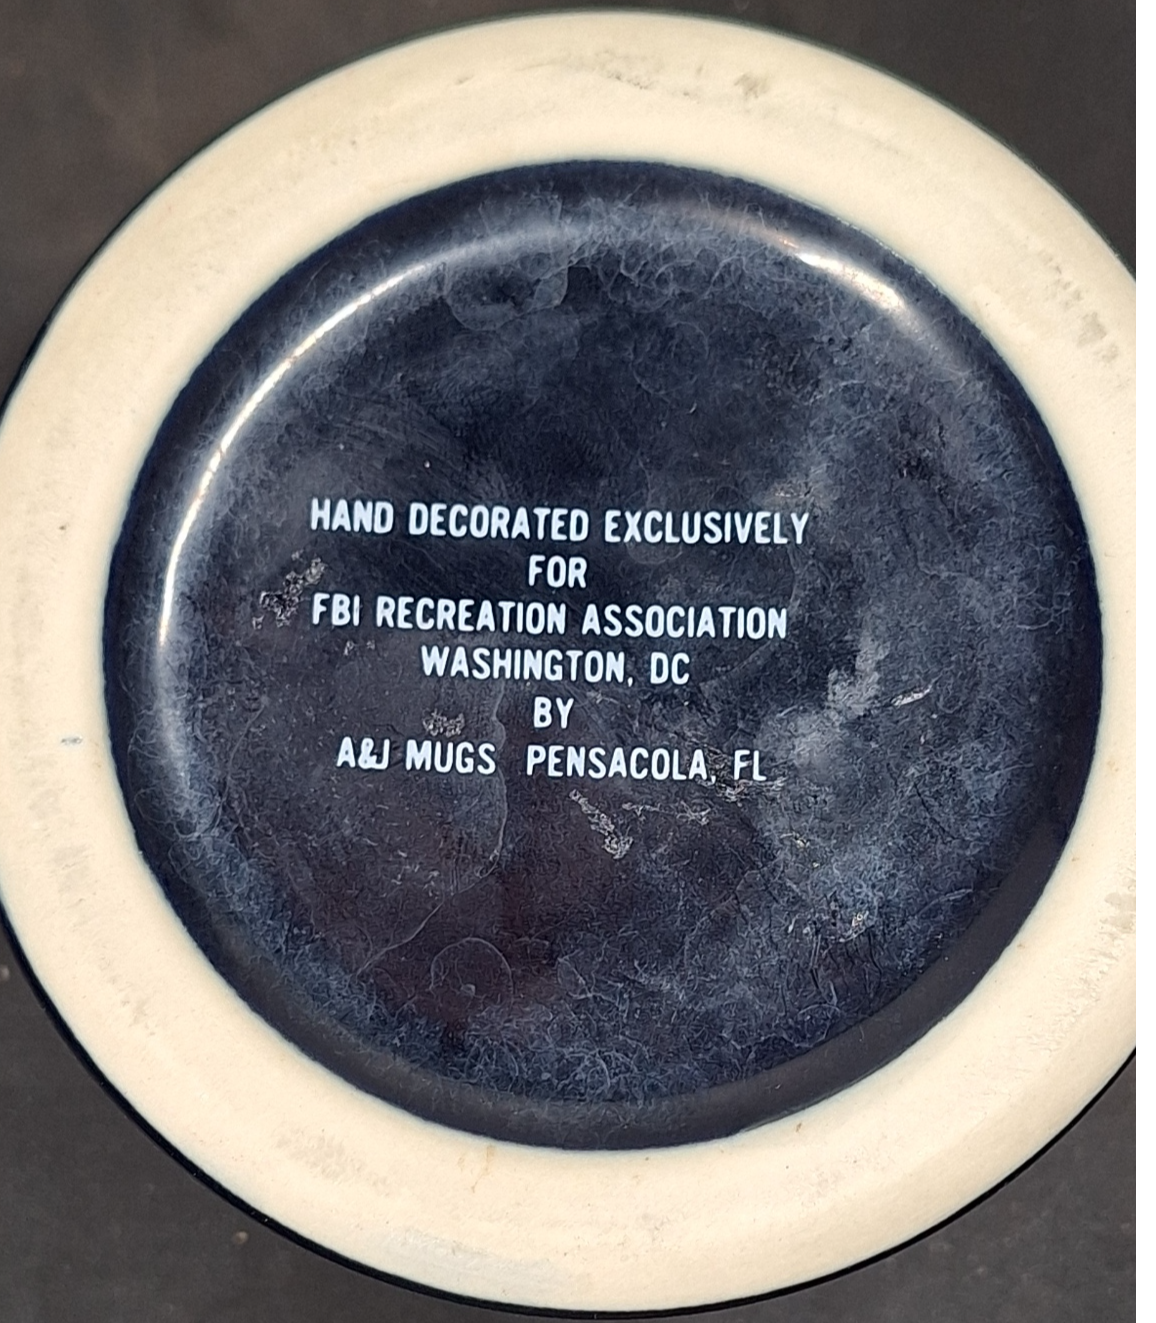 HAND DECORATED EXCLUSIVELY
FOR
FBI RECREATION ASSOCIATION
WASHINGTON, DC
BY
A&J MUGS PENSACOLA, FL